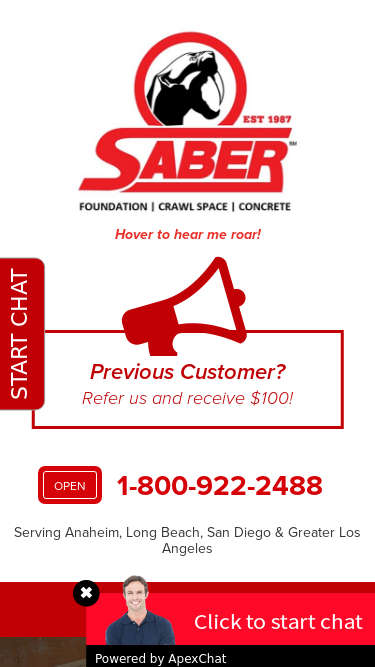 EST 1987
SABER SM
FOUNDATION | CRAWL SPACE | CONCRETE
Hover to hear me roar!
START CHAT
Previous Customer?
Refer us and receive $100!
OPEN 1-800-922-2488
Serving Anaheim, Long Beach, San Diego & Greater Los
Angeles
Click to start chat
Powered by ApexChat